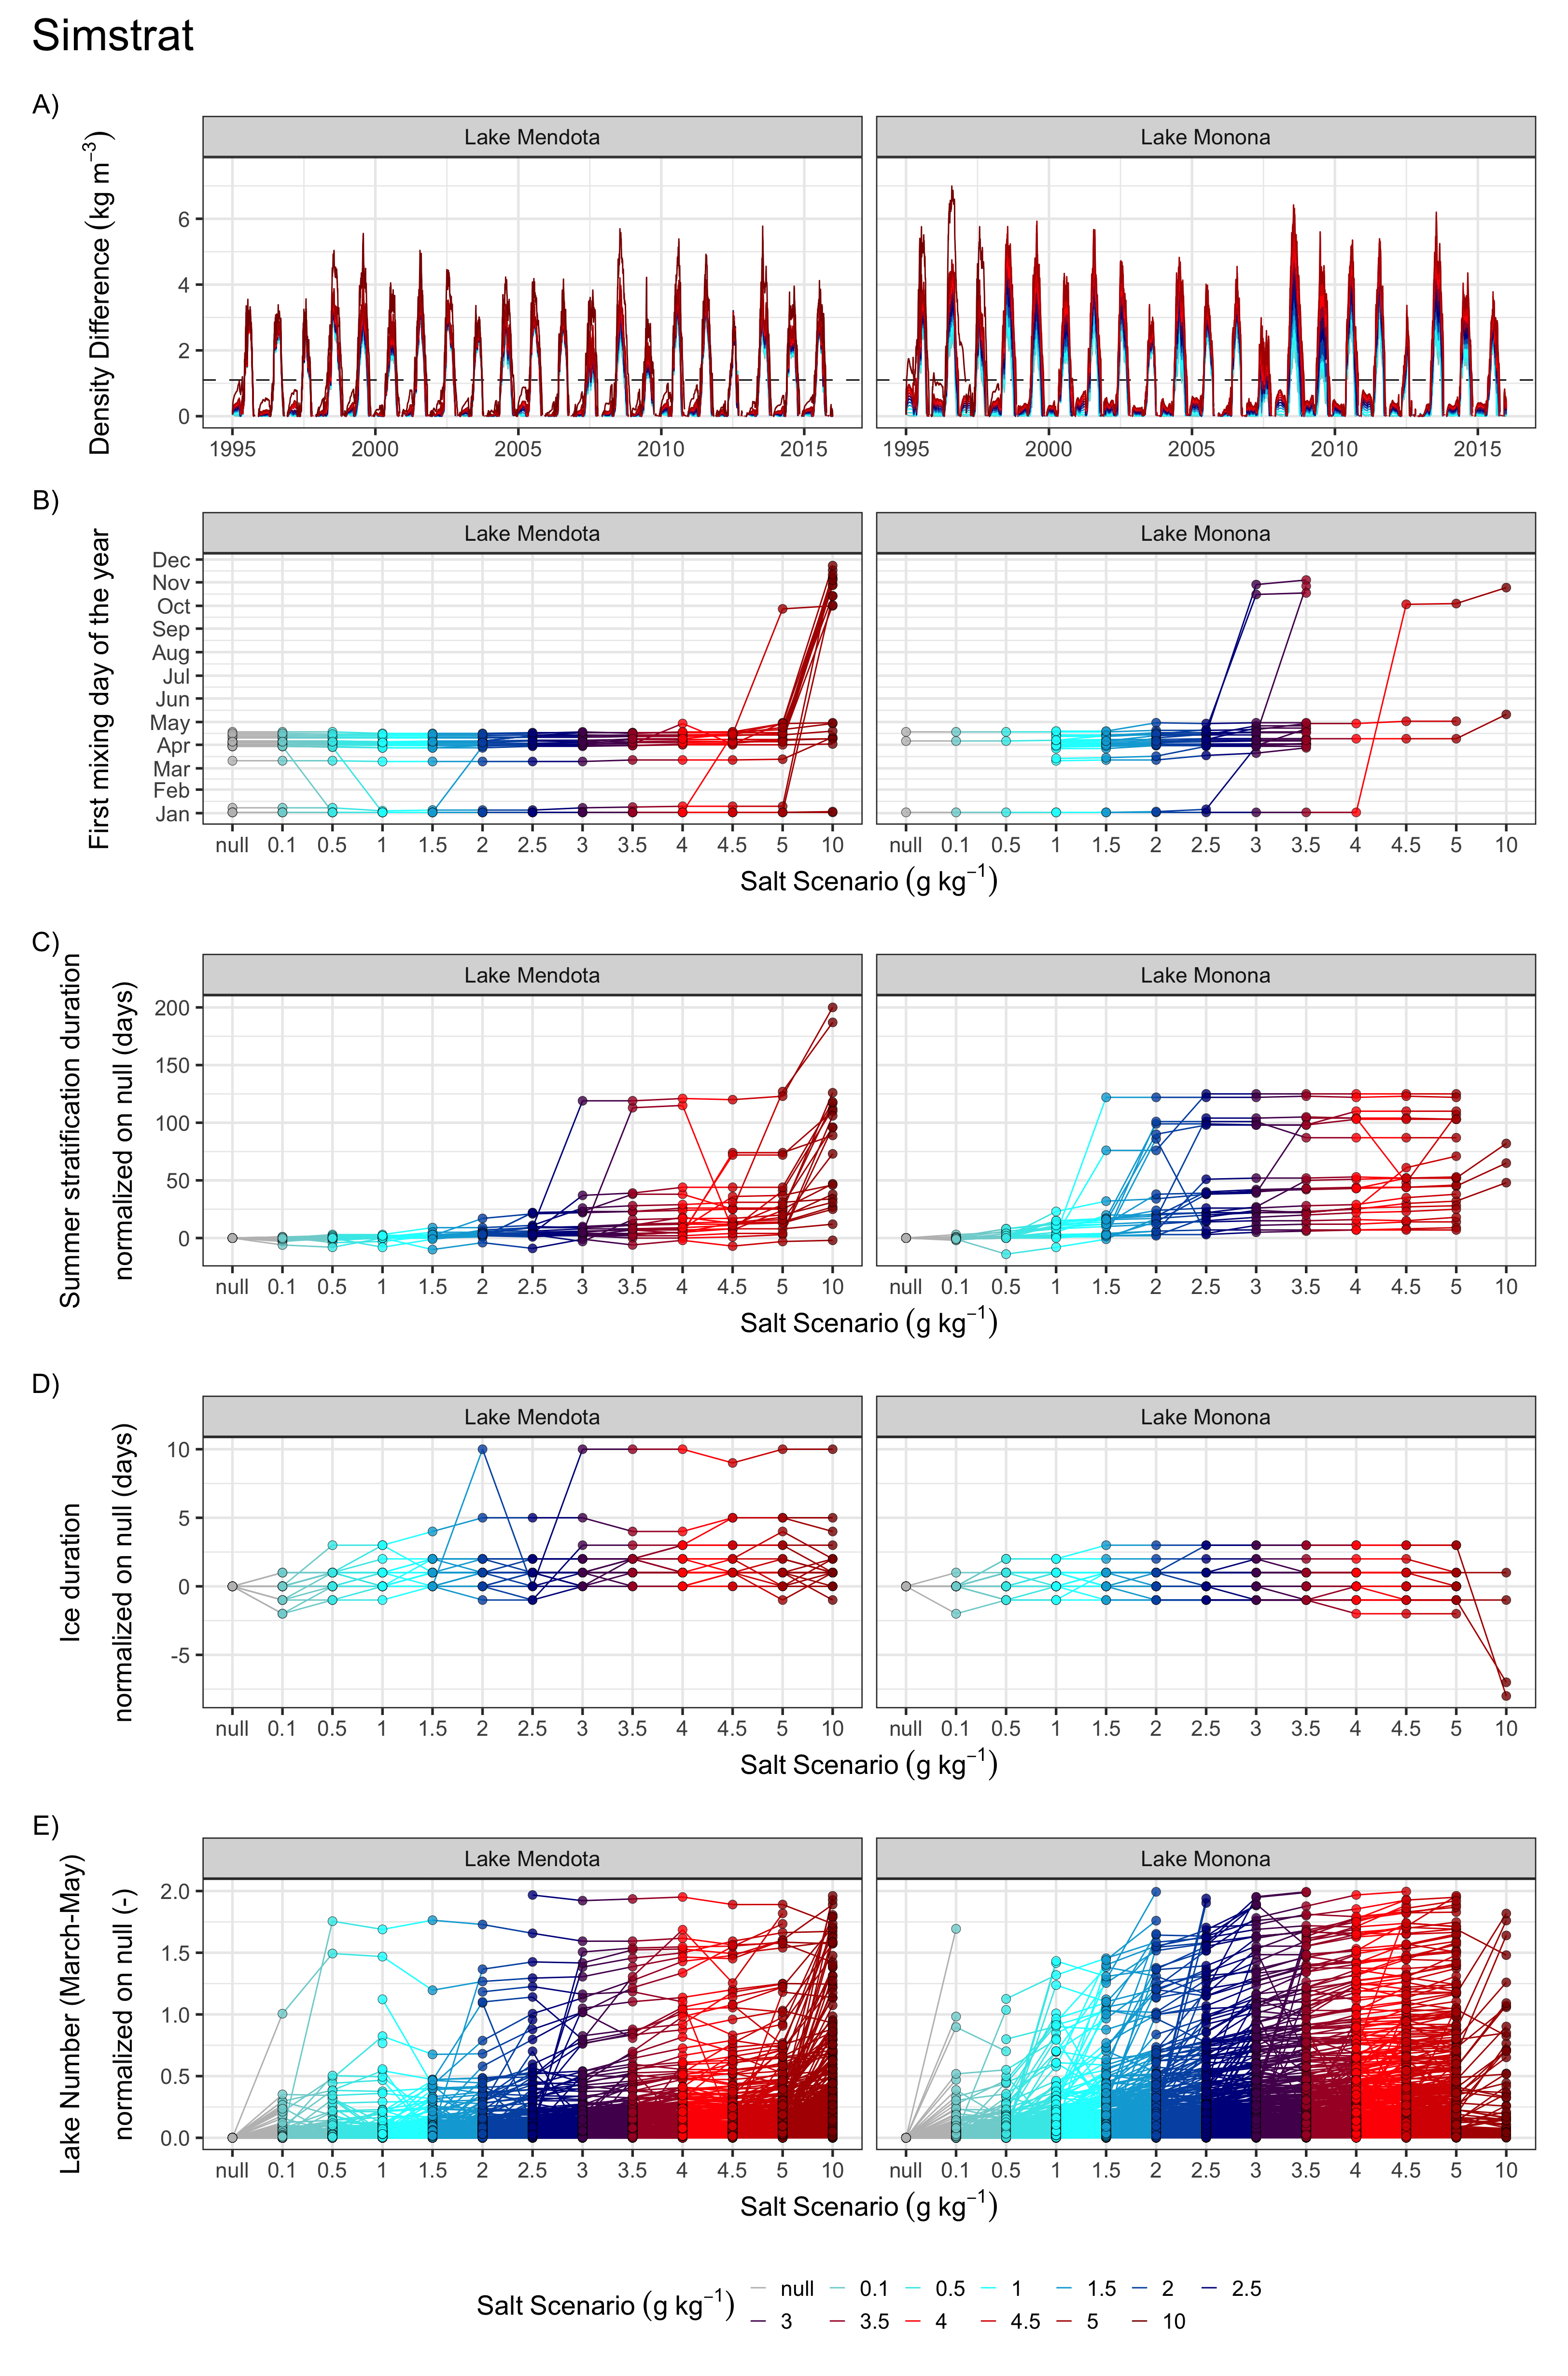 Simstrat
A)
Density Difference (kg m⁻³)
Lake Mendota
Lake Monona
6
4
2
0
1995 2000 2005 2010 2015
1995 2000 2005 2010 2015
B)
First mixing day of the year
Lake Mendota
Lake Monona
Dec
Nov
Oct
Sep
Aug
Jul
Jun
May
Apr
Mar
Feb
Jan
null 0.1 0.5 1 1.5 2 2.5 3 3.5 4 4.5 5 10
null 0.1 0.5 1 1.5 2 2.5 3 3.5 4 4.5 5 10
Salt Scenario (g kg⁻¹)
C)
Summer stratification duration
normalized on null (days)
Lake Mendota
Lake Monona
200
150
100
50
0
null 0.1 0.5 1 1.5 2 2.5 3 3.5 4 4.5 5 10
null 0.1 0.5 1 1.5 2 2.5 3 3.5 4 4.5 5 10
Salt Scenario (g kg⁻¹)
D)
Ice duration
normalized on null (days)
Lake Mendota
Lake Monona
10
5
0
-5
null 0.1 0.5 1 1.5 2 2.5 3 3.5 4 4.5 5 10
null 0.1 0.5 1 1.5 2 2.5 3 3.5 4 4.5 5 10
Salt Scenario (g kg⁻¹)
E)
Lake Number (March-May)
normalized on null (-)
Lake Mendota
Lake Monona
2.0
1.5
1.0
0.5
0.0
null 0.1 0.5 1 1.5 2 2.5 3 3.5 4 4.5 5 10
null 0.1 0.5 1 1.5 2 2.5 3 3.5 4 4.5 5 10
Salt Scenario (g kg⁻¹)
Salt Scenario (g kg⁻¹)
null 0.1 0.5 1 1.5 2 2.5
3 3.5 4 4.5 5 10